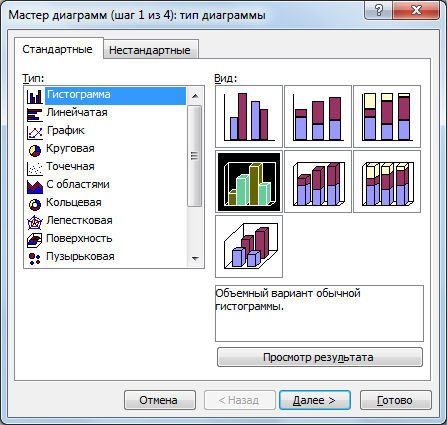 Мастер диаграмм (шаг 1 из 4): тип диаграммы
Стандартные
Нестандартные
Тип:
Гистограмма
Линейчатая
График
Круговая
Точечная
С областями
Кольцевая
Лепестковая
Поверхность
Пузырьковая
Вид:
Объемный вариант обычной
гистограммы.
Просмотр результата
Отмена
< Назад
Далее >
Готово